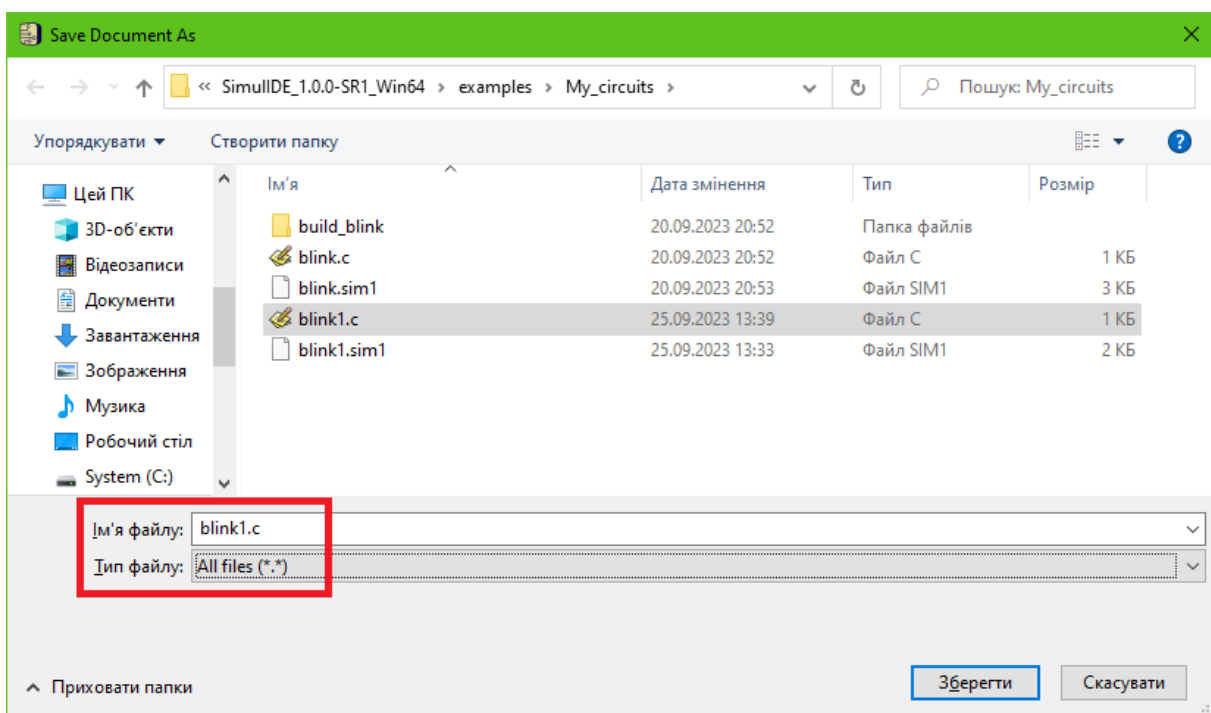 Save Document As
« SimulIDE_1.0.0-SR1_Win64 › examples › My_circuits ›
Пошук: My_circuits
Упорядкувати Створити папку
Ім'я Дата змінення Тип Розмір
Цей ПК
3D-об'єкти
Відеозаписи
Документи
Завантаження
Зображення
Музика
Робочий стіл
System (C:)
build_blink 20.09.2023 20:52 Папка файлів
blink.c 20.09.2023 20:52 Файл C 1 КБ
blink.sim1 20.09.2023 20:53 Файл SIM1 3 КБ
blink1.c 25.09.2023 13:39 Файл C 1 КБ
blink1.sim1 25.09.2023 13:33 Файл SIM1 2 КБ
Ім'я файлу: blink1.c
Тип файлу: All files (*.*)
Приховати папки
Зберегти Скасувати